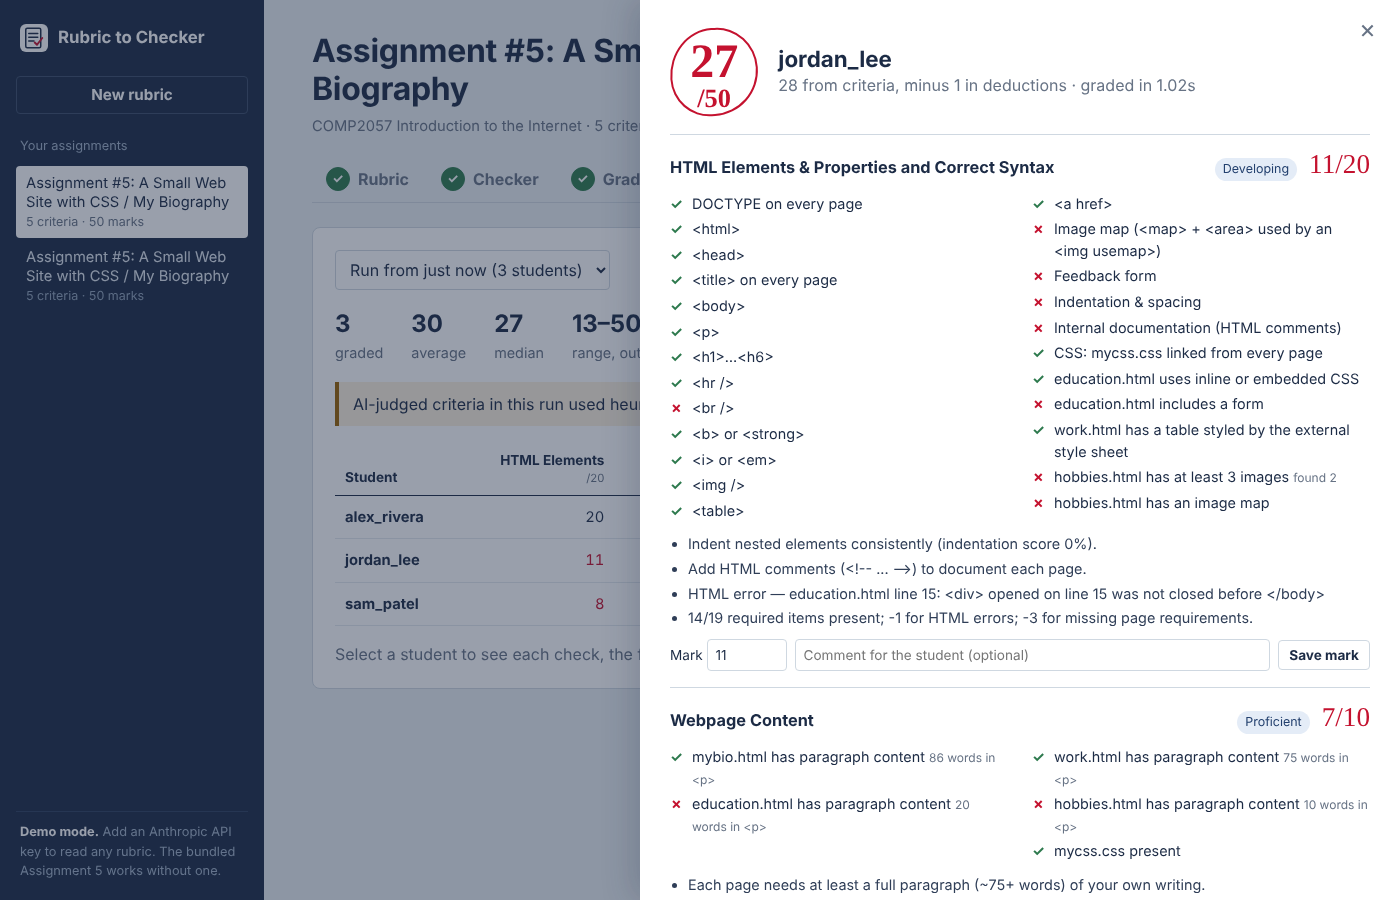 Rubric to Checker
New rubric
Your assignments
Assignment #5: A Small Web
Site with CSS / My Biography
5 criteria · 50 marks
Assignment #5: A Small Web
Site with CSS / My Biography
5 criteria · 50 marks
Demo mode. Add an Anthropic API
key to read any rubric. The bundled
Assignment 5 works without one.
Assignment #5: A Sm
Biography
COMP2057 Introduction to the Internet · 5 crite
Rubric
Checker
Grad
Run from just now (3 students)
3
graded
30
average
27
median
13–50
range, out
AI-judged criteria in this run used heur
Student
HTML Elements
/20
alex_rivera 20
jordan_lee 11
sam_patel 8
Select a student to see each check, the f
×
27
/50
jordan_lee
28 from criteria, minus 1 in deductions · graded in 1.02s
HTML Elements & Properties and Correct Syntax
Developing
11/20
DOCTYPE on every page
<html>
<head>
<title> on every page
<body>
<p>
<h1>...<h6>
<hr />
<br />
<b> or <strong>
<i> or <em>
<img />
<table>
<a href>
Image map (<map> + <area> used by an
<img usemap>)
Feedback form
Indentation & spacing
Internal documentation (HTML comments)
CSS: mycss.css linked from every page
education.html uses inline or embedded CSS
education.html includes a form
work.html has a table styled by the external
style sheet
hobbies.html has at least 3 images found 2
hobbies.html has an image map
• Indent nested elements consistently (indentation score 0%).
• Add HTML comments (<!-- ... -->) to document each page.
• HTML error — education.html line 15: <div> opened on line 15 was not closed before </body>
• 14/19 required items present; -1 for HTML errors; -3 for missing page requirements.
Mark 11
Comment for the student (optional)
Save mark
Webpage Content
Proficient
7/10
mybio.html has paragraph content 86 words in
<p>
education.html has paragraph content 20
words in <p>
work.html has paragraph content 75 words in
<p>
hobbies.html has paragraph content 10 words in
<p>
mycss.css present
• Each page needs at least a full paragraph (~75+ words) of your own writing.